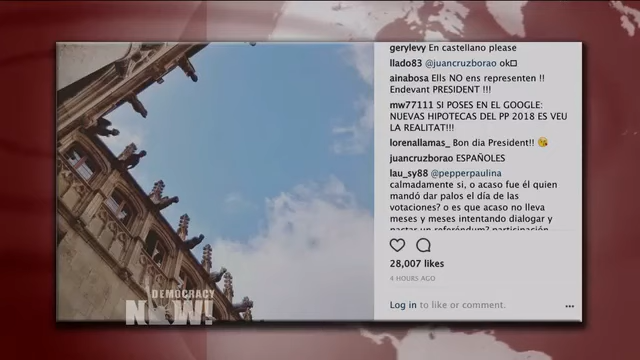 gerylevy En castellano please
llado83 @juancruzborao ok
ainabosa Ells NO ens representen !!
Endevant PRESIDENT !!!
mw77111 SI POSES EN EL GOOGLE:
NUEVAS HIPOTECAS DEL PP 2018 ES VEU
LA REALITAT!!!
lorenallamas_ Bon dia President!! 😘
juancruzborao ESPAÑOLES
lau_sy88 @pepperpaulina
calmadamente si, o acaso fue él quien
mandó dar palos el día de las
votaciones? o es que acaso no lleva
meses y meses intentando dialogar y
pactar un referéndum? participación
28,007 likes
4 HOURS AGO
Log in to like or comment.
...
DEMOCRACY
NOW!